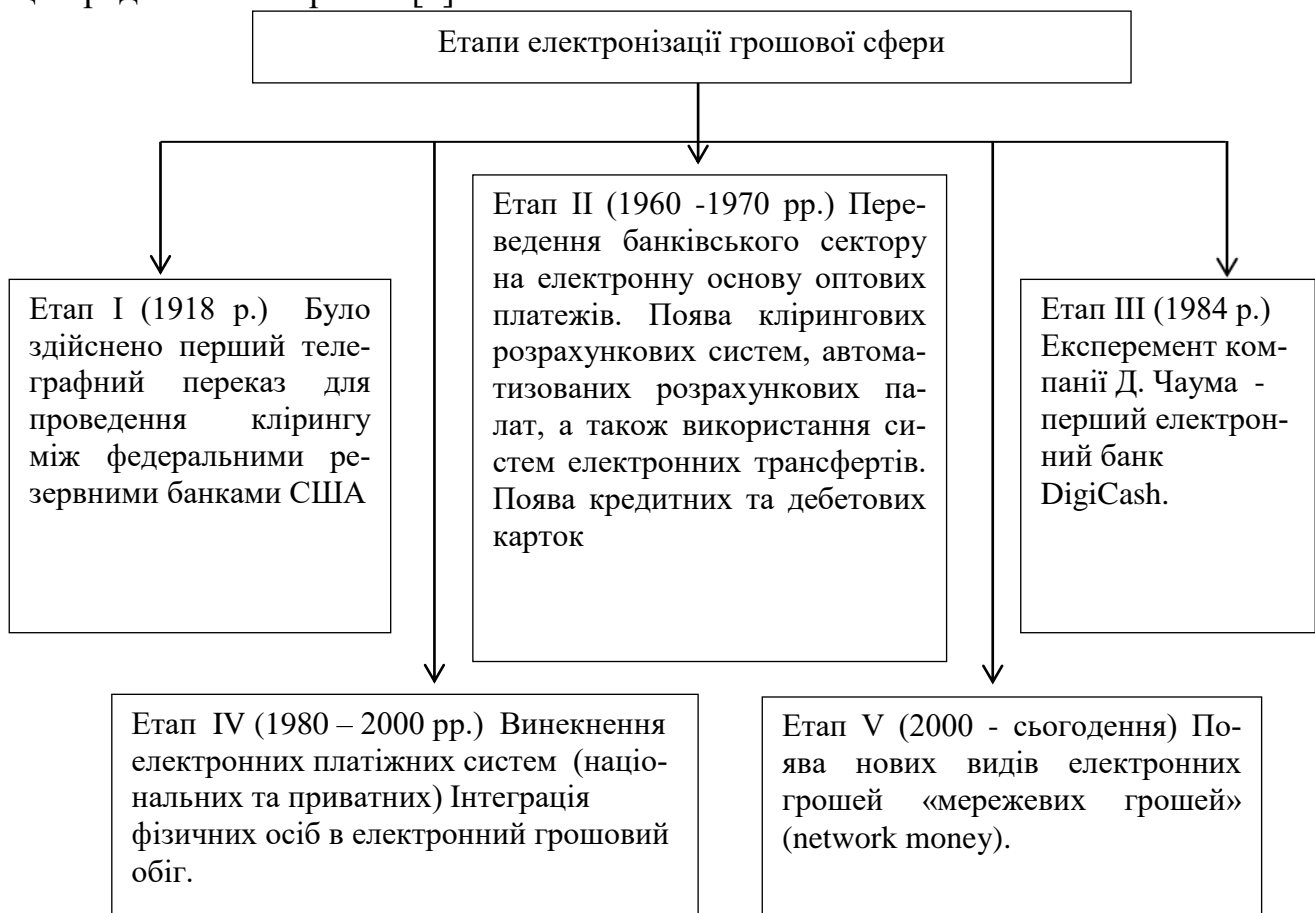 Етапи електронізації грошової сфери
Етап І (1918 р.) Було
здійснено перший теле-
графний переказ для
проведення клірингу
між федеральними ре-
зервними банками США
Етап ІІ (1960 -1970 рр.) Пере-
ведення банківського сектору
на електронну основу оптових
платежів. Поява клірингових
розрахункових систем, автома-
тизованих розрахункових па-
лат, а також використання си-
стем електронних трансфертів.
Поява кредитних та дебетових
карток
Етап ІІІ (1984 р.)
Експеремент ком-
панії Д. Чаума -
перший електрон-
ний банк
DigiCash.
Етап IV (1980 – 2000 рр.) Винекнення
електронних платіжних систем (націо-
нальних та приватних) Інтеграція
фізичних осіб в електронний грошовий
обіг.
Етап V (2000 - сьогодення) По-
ява нових видів електронних
грошей «мережевих грошей»
(network money).